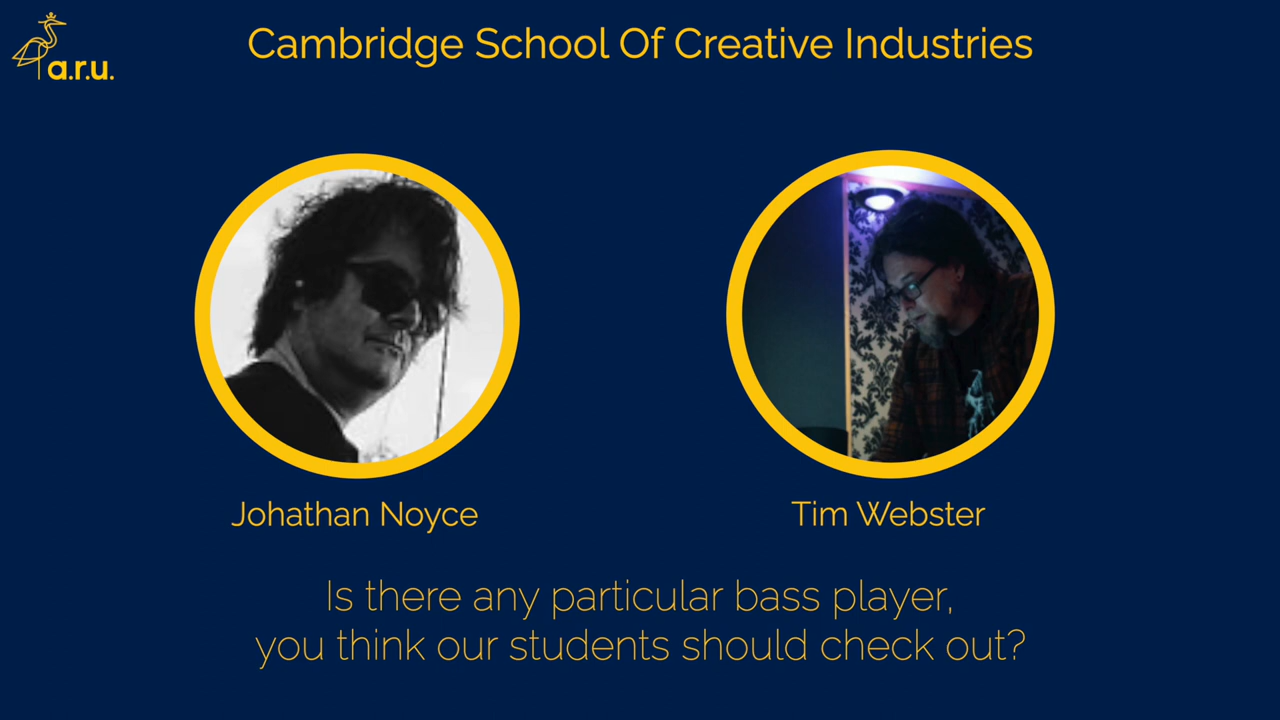 a.r.u.
Cambridge School Of Creative Industries
Johathan Noyce
Tim Webster
Is there any particular bass player,
you think our students should check out?